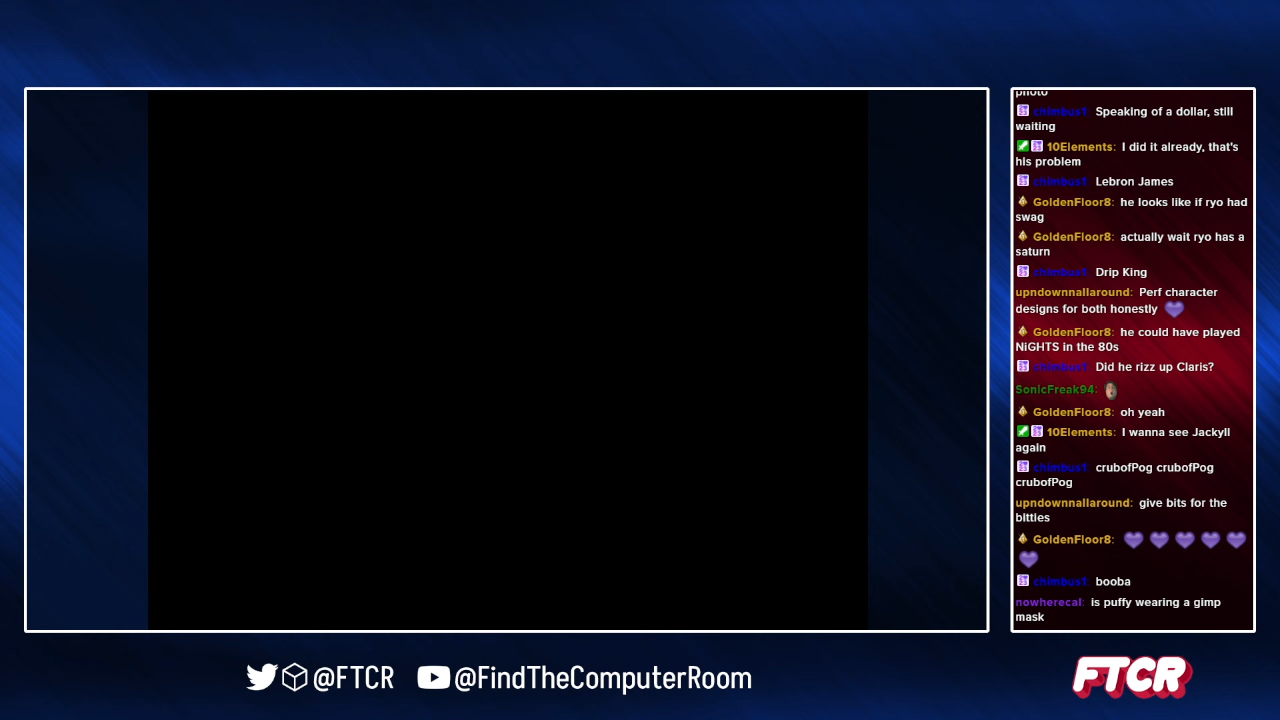 photo
chimbus1: Speaking of a dollar, still
waiting
10Elements: I did it already, that's
his problem
chimbus1: Lebron James
GoldenFloor8: he looks like if ryo had
swag
GoldenFloor8: actually wait ryo has a
saturn
chimbus1: Drip King
upndownnallaround: Perf character
designs for both honestly
GoldenFloor8: he could have played
NiGHTS in the 80s
chimbus1: Did he rizz up Claris?
SonicFreak94:
GoldenFloor8: oh yeah
10Elements: I wanna see Jackyll
again
chimbus1: crubofPog crubofPog
crubofPog
upndownnallaround: give bits for the
bitties
GoldenFloor8:
chimbus1: booba
nowherecal: is puffy wearing a gimp
mask
@FTCR @FindTheComputerRoom
FTCR